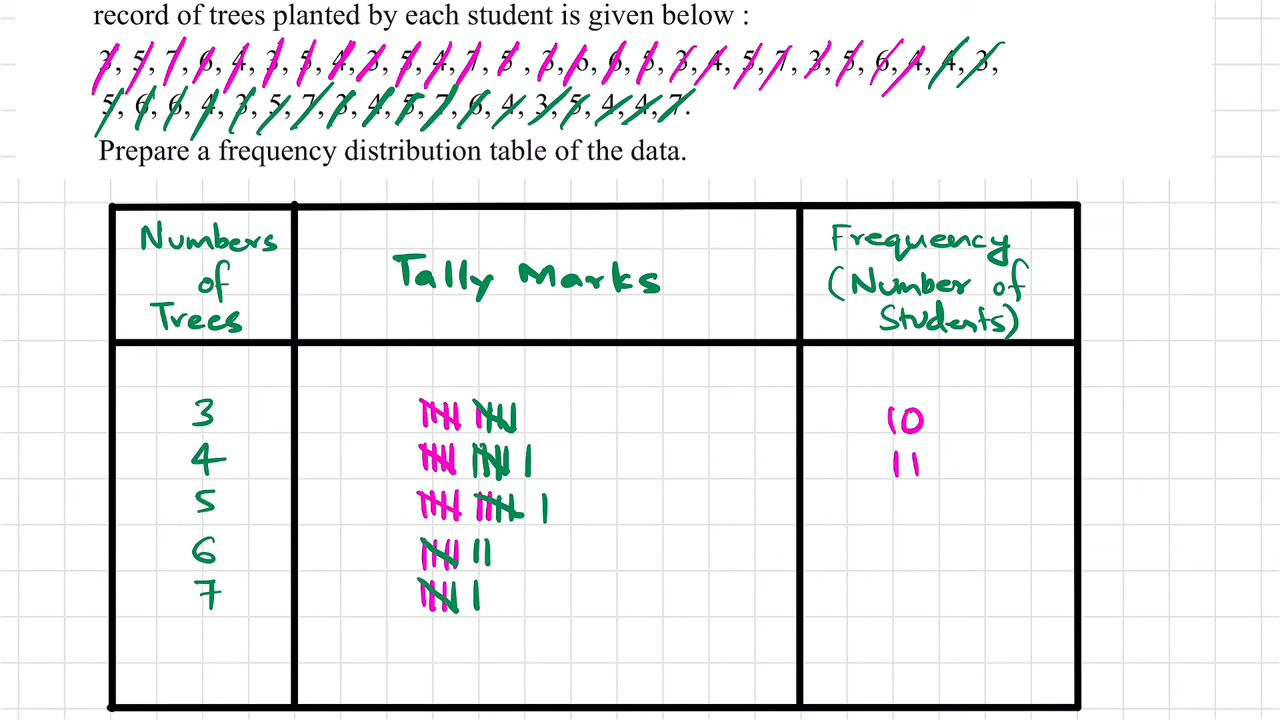 record of trees planted by each student is given below :
3, 5, 7, 6, 4, 3, 5, 4, 3, 5, 4, 7, 5 , 3, 6, 6, 5, 3, 4, 5, 7, 3, 5, 6, 4, 4, 3,
5, 6, 6, 4, 3, 5, 7, 3, 4, 5, 7, 6, 4, 3, 5, 4, 4, 7.
Prepare a frequency distribution table of the data.
Numbers
of
Trees
Tally Marks
Frequency
(Number of
Students)
3
10
4
11
5
6
7